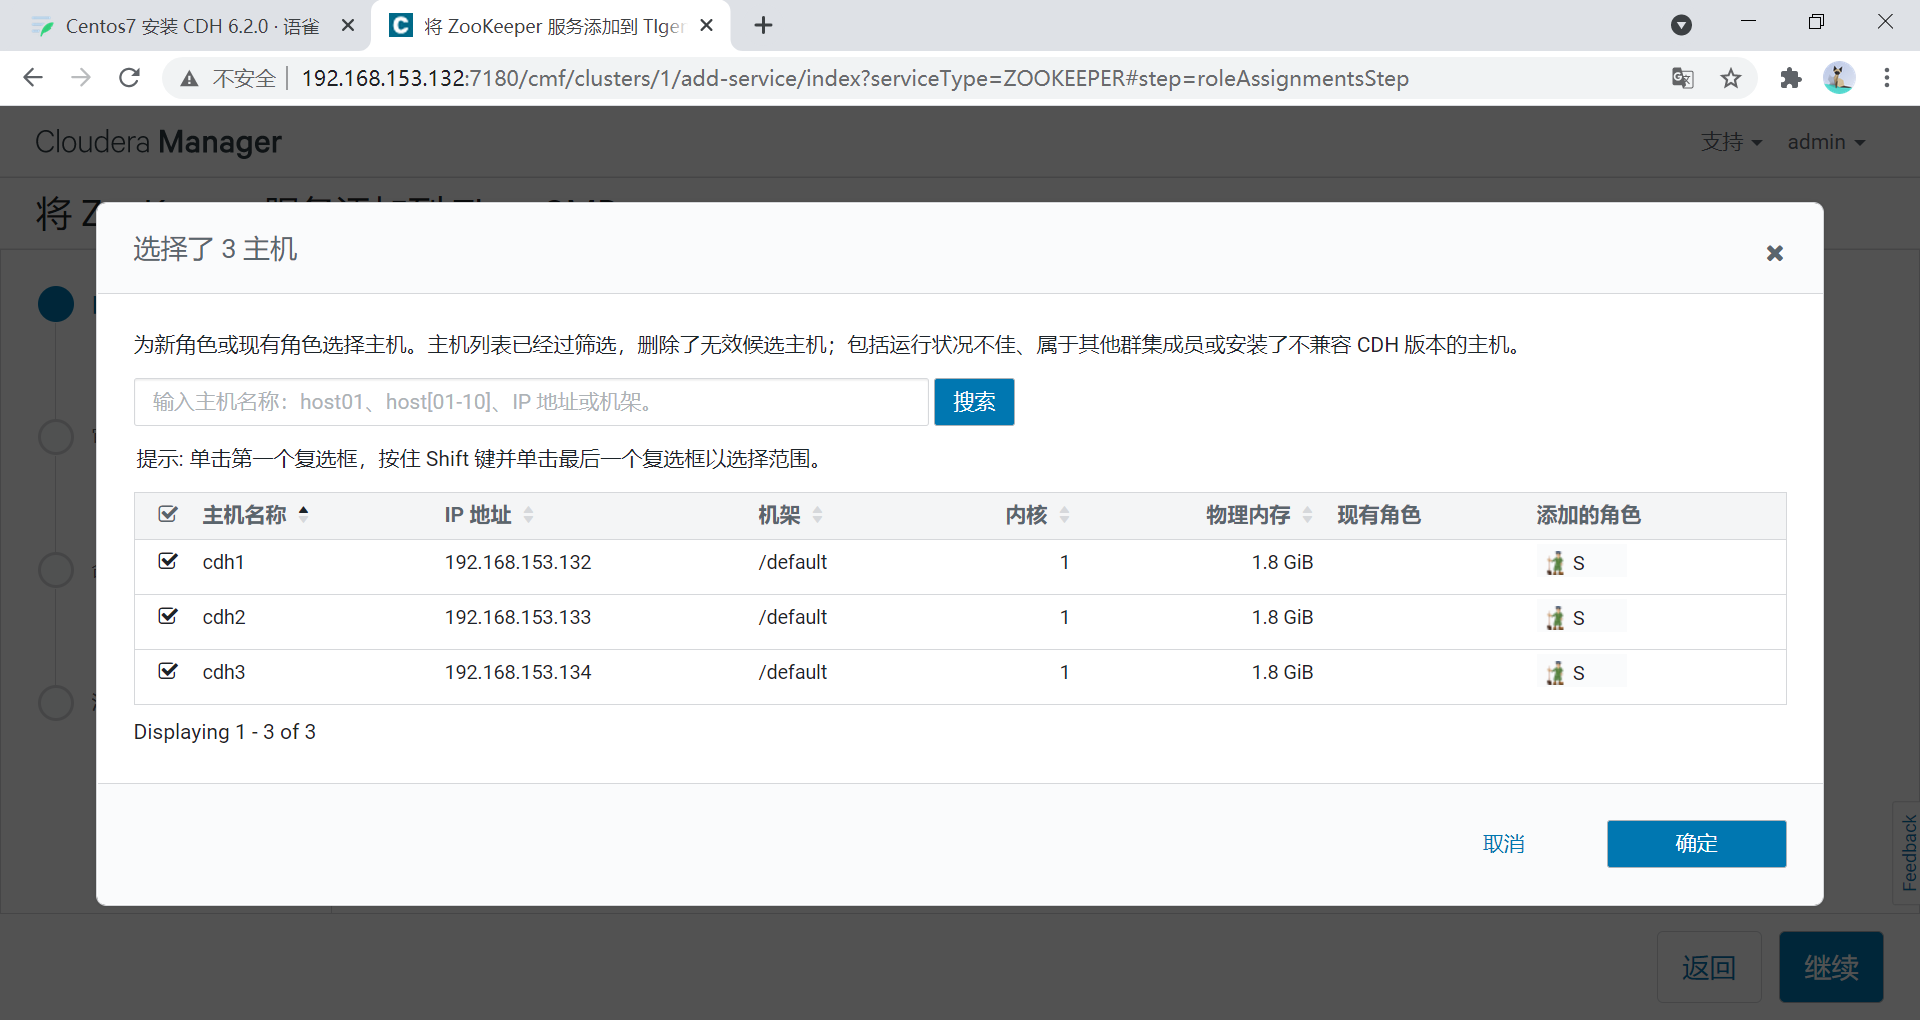 Centos7 安装 CDH 6.2.0 · 语雀
将 ZooKeeper 服务添加到 TIger
不安全
192.168.153.132:7180/cmf/clusters/1/add-service/index?serviceType=ZOOKEEPER#step=roleAssignmentsStep
Cloudera Manager
支持 admin
选择了 3 主机
为新角色或现有角色选择主机。主机列表已经过筛选，删除了无效候选主机；包括运行状况不佳、属于其他群集成员或安装了不兼容 CDH 版本的主机。
输入主机名称：host01、host[01-10]、IP 地址或机架。 搜索
提示: 单击第一个复选框，按住 Shift 键并单击最后一个复选框以选择范围。
主机名称 IP 地址 机架 内核 物理内存 现有角色 添加的角色
cdh1 192.168.153.132 /default 1 1.8 GiB S
cdh2 192.168.153.133 /default 1 1.8 GiB S
cdh3 192.168.153.134 /default 1 1.8 GiB S
Displaying 1 - 3 of 3
取消 确定
Feedback
返回 继续